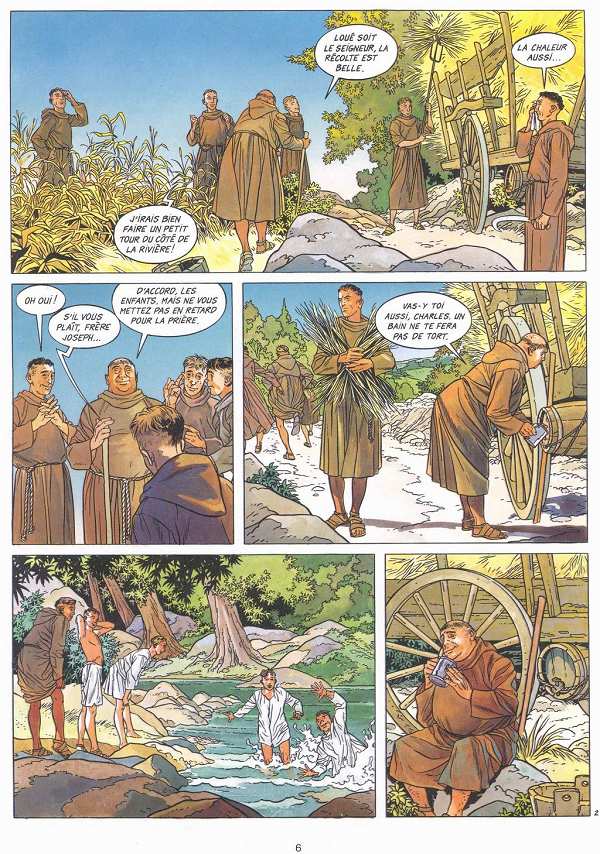 LOUÉ SOIT
LE SEIGNEUR, LA
RÉCOLTE EST
BELLE.
LA CHALEUR
AUSSI...
J'IRAIS BIEN
FAIRE UN PETIT
TOUR DU CÔTÉ DE
LA RIVIÈRE!
OH OUI!
S'IL VOUS
PLAÎT, FRÈRE
JOSEPH...
D'ACCORD, LES
ENFANTS, MAIS NE VOUS
METTEZ PAS EN RETARD
POUR LA PRIÈRE.
VAS-Y TOI
AUSSI, CHARLES, UN
BAIN NE TE FERA
PAS DE TORT.
2
6